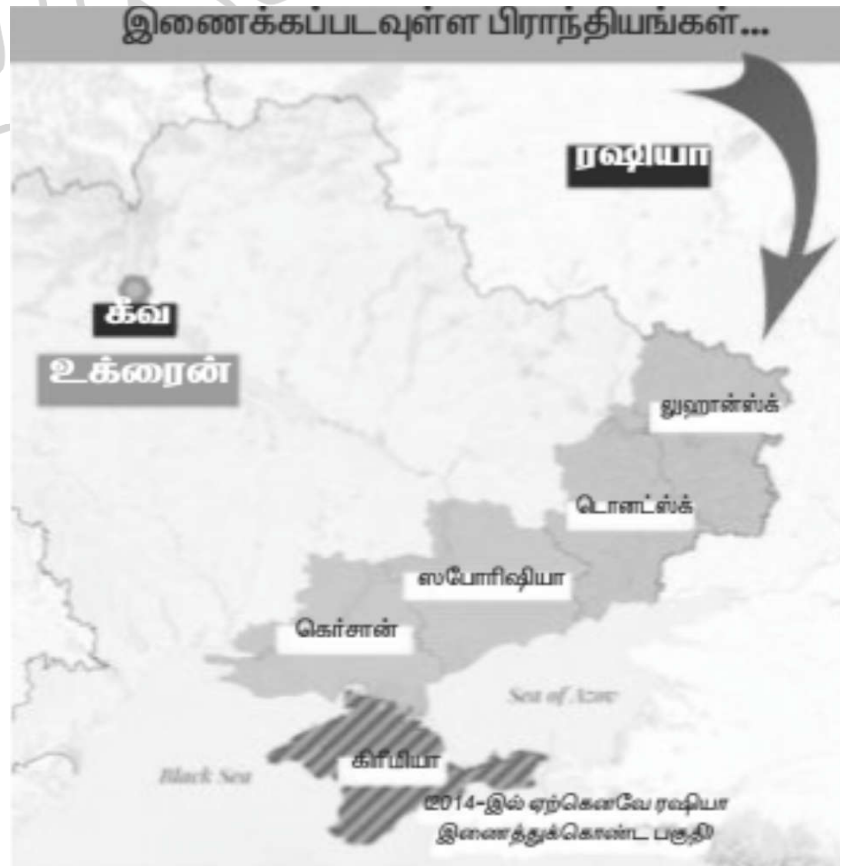 இணைக்கப்படவுள்ள பிராந்தியங்கள்...
ரஷியா
கீவ்
உக்ரைன்
லுஹான்ஸ்க்
டொனட்ஸ்க்
ஸபோரிஷியா
கெர்சான்
Sea of Azov
கிரீமியா
Black Sea
(2014-இல் ஏற்கெனவே ரஷியா
இணைத்துக்கொண்ட பகுதி)